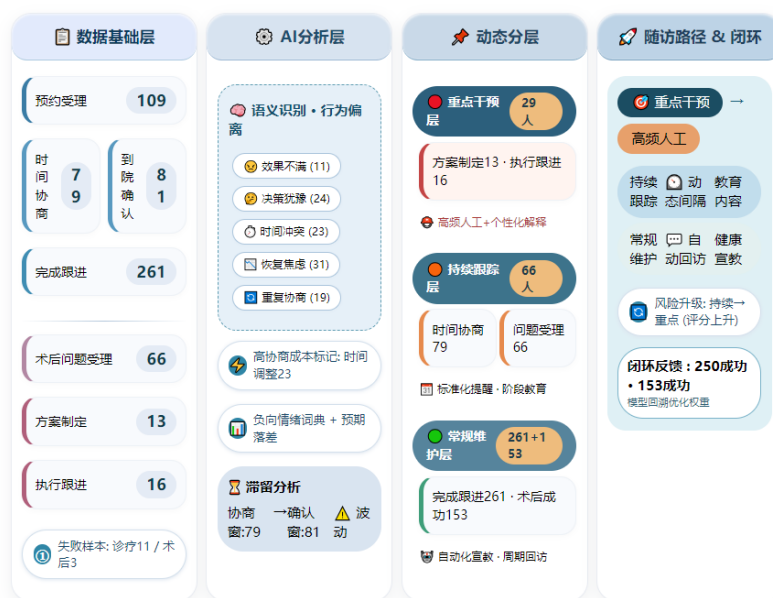 数据基础层
预约受理 109
时间协商 79
到院确认 81
完成跟进 261
术后问题受理 66
方案制定 13
执行跟进 16
失败样本: 诊疗11 / 术
后3
AI分析层
语义识别・行为偏
离
效果不满 (11)
决策犹豫 (24)
时间冲突 (23)
恢复焦虑 (31)
重复协商 (19)
高协商成本标记: 时间
调整23
负向情绪词典 + 预期
落差
滞留分析
协商窗:79 →确认窗:81 波动
动态分层
重点干预层 29人
方案制定13 · 执行跟进
16
高频人工+个性化解释
持续跟踪层 66人
时间协商
79
问题受理
66
标准化提醒 · 阶段教育
常规维护层 261+153
完成跟进261 · 术后成
功153
自动化宣教 · 周期回访
随访路径 & 闭环
重点干预 →
高频人工
持续跟踪 动态间隔 教育内容
常规维护 自动回访 健康宣教
风险升级: 持续→
重点 (评分上升)
闭环反馈 : 250成功
• 153成功
模型回溯优化权重